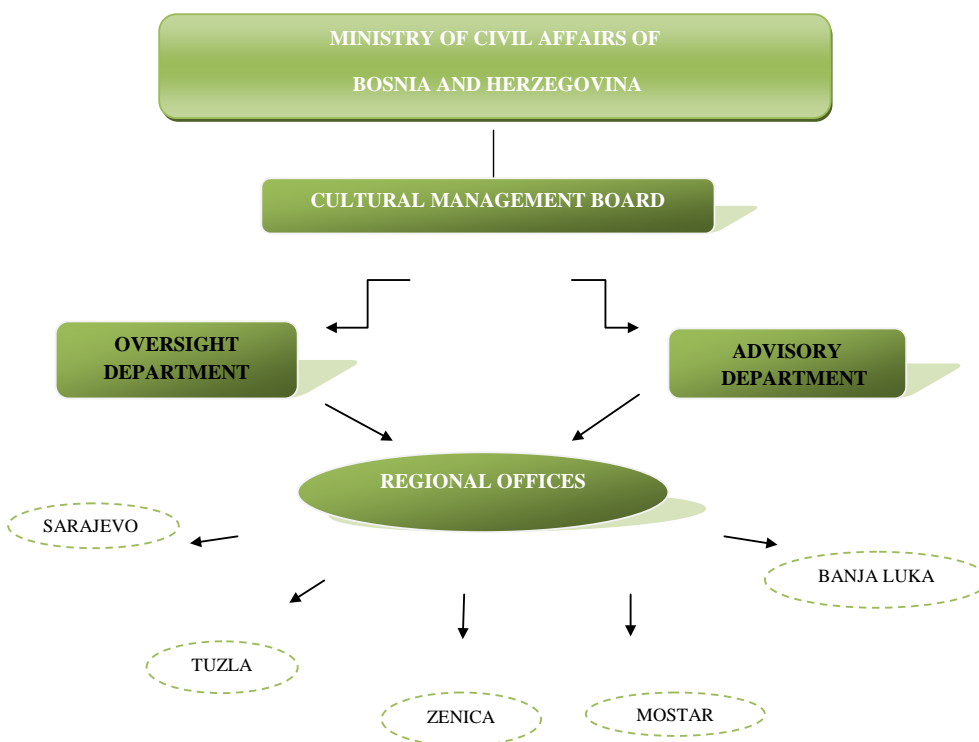 MINISTRY OF CIVIL AFFAIRS OF
BOSNIA AND HERZEGOVINA
CULTURAL MANAGEMENT BOARD
OVERSIGHT
DEPARTMENT
ADVISORY
DEPARTMENT
REGIONAL OFFICES
SARAJEVO
BANJA LUKA
TUZLA
ZENICA
MOSTAR